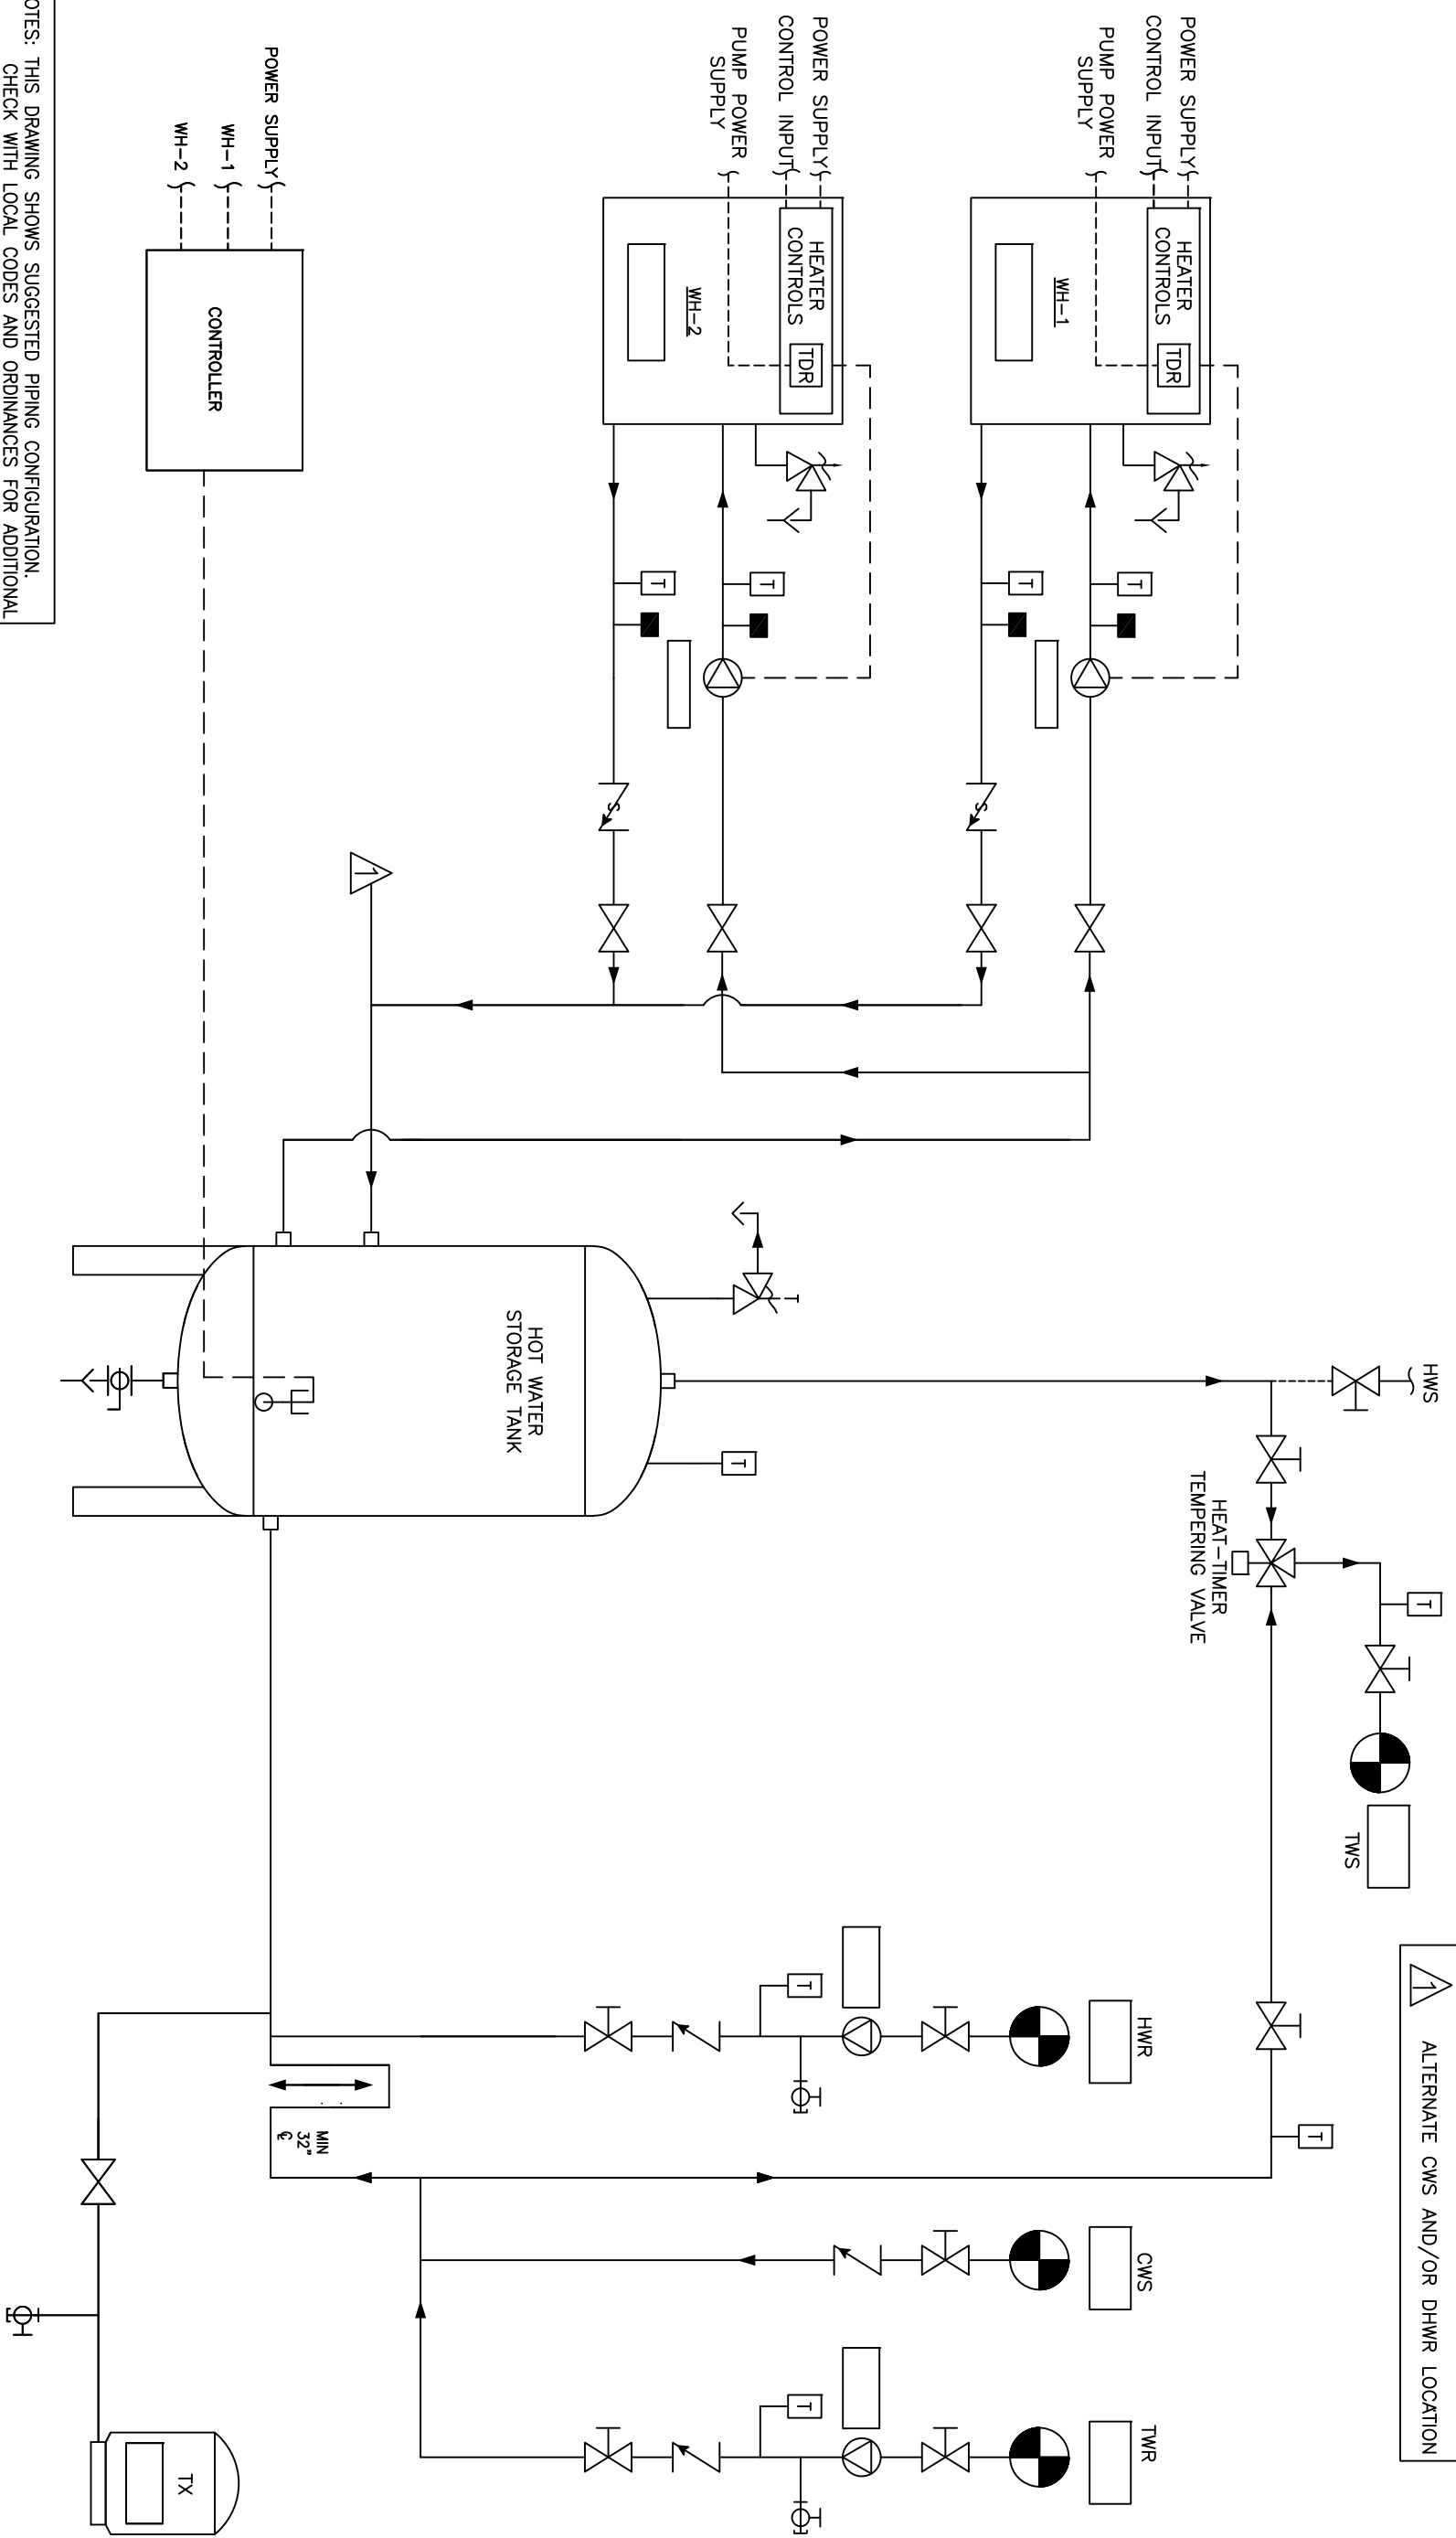 HWS
HEAT-TIMER
TEMPERING VALVE
T
TWS
1 ALTERNATE CWS AND/OR DHWR LOCATION
T
POWER SUPPLY
CONTROL INPUT
PUMP POWER
SUPPLY
HEATER
CONTROLS
TDR
WH-1
T
T
S
POWER SUPPLY
CONTROL INPUT
PUMP POWER
SUPPLY
HEATER
CONTROLS
TDR
WH-2
T
T
S
1
T
HOT WATER
STORAGE TANK
HWR
T
CWS
TWR
T
MIN
32"
TX
POWER SUPPLY
WH-1
WH-2
CONTROLLER
OTES: THIS DRAWING SHOWS SUGGESTED PIPING CONFIGURATION.
CHECK WITH LOCAL CODES AND ORDINANCES FOR ADDITIONAL